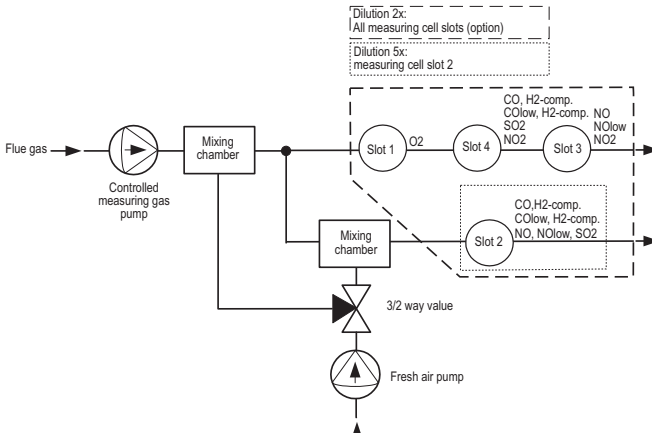 Dilution 2x:
All measuring cell slots (option)
Dilution 5x:
measuring cell slot 2
Flue gas
Controlled
measuring gas
pump
Mixing
chamber
Slot 1
O2
Slot 4
CO, H2-comp.
COlow, H2-comp.
SO2
NO2
Slot 3
NO
NOlow
NO2
Mixing
chamber
Slot 2
CO,H2-comp.
COlow, H2-comp.
NO, NOlow, SO2
3/2 way value
Fresh air pump